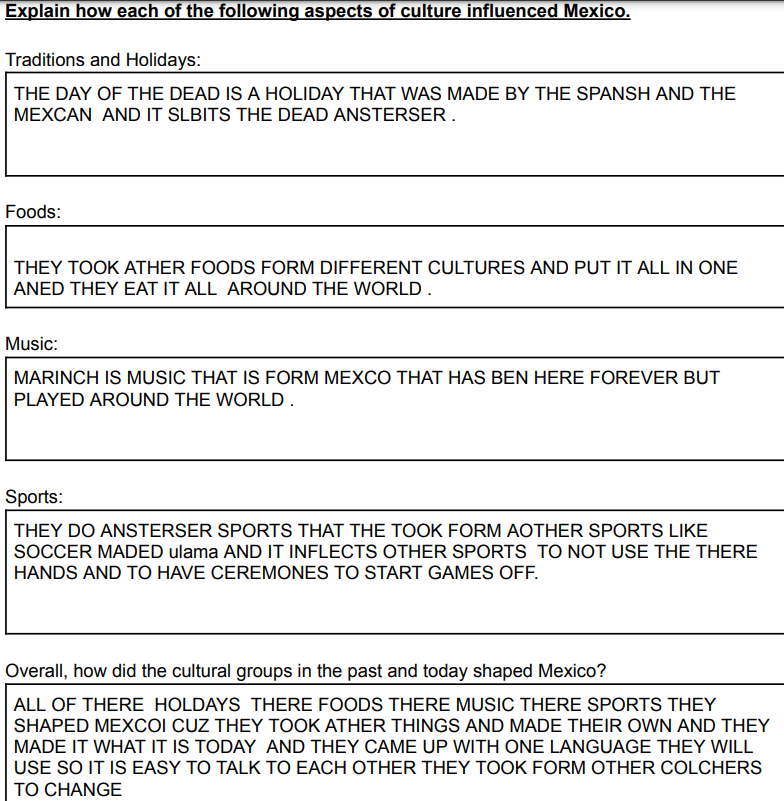 Explain how each of the following aspects of culture influenced Mexico.
Traditions and Holidays:
THE DAY OF THE DEAD IS A HOLIDAY THAT WAS MADE BY THE SPANSH AND THE
MEXCAN  AND IT SLBITS THE DEAD ANSTERSER .
Foods:
THEY TOOK ATHER FOODS FORM DIFFERENT CULTURES AND PUT IT ALL IN ONE
ANED THEY EAT IT ALL  AROUND THE WORLD .
Music:
MARINCH IS MUSIC THAT IS FORM MEXCO THAT HAS BEN HERE FOREVER BUT
PLAYED AROUND THE WORLD .
Sports:
THEY DO ANSTERSER SPORTS THAT THE TOOK FORM AOTHER SPORTS LIKE
SOCCER MADED ulama AND IT INFLECTS OTHER SPORTS  TO NOT USE THE THERE
HANDS AND TO HAVE CEREMONES TO START GAMES OFF.
Overall, how did the cultural groups in the past and today shaped Mexico?
ALL OF THERE  HOLDAYS  THERE FOODS THERE MUSIC THERE SPORTS THEY
SHAPED MEXCOI CUZ THEY TOOK ATHER THINGS AND MADE THEIR OWN AND THEY
MADE IT WHAT IT IS TODAY  AND THEY CAME UP WITH ONE LANGUAGE THEY WILL
USE SO IT IS EASY TO TALK TO EACH OTHER THEY TOOK FORM OTHER COLCHERS
TO CHANGE